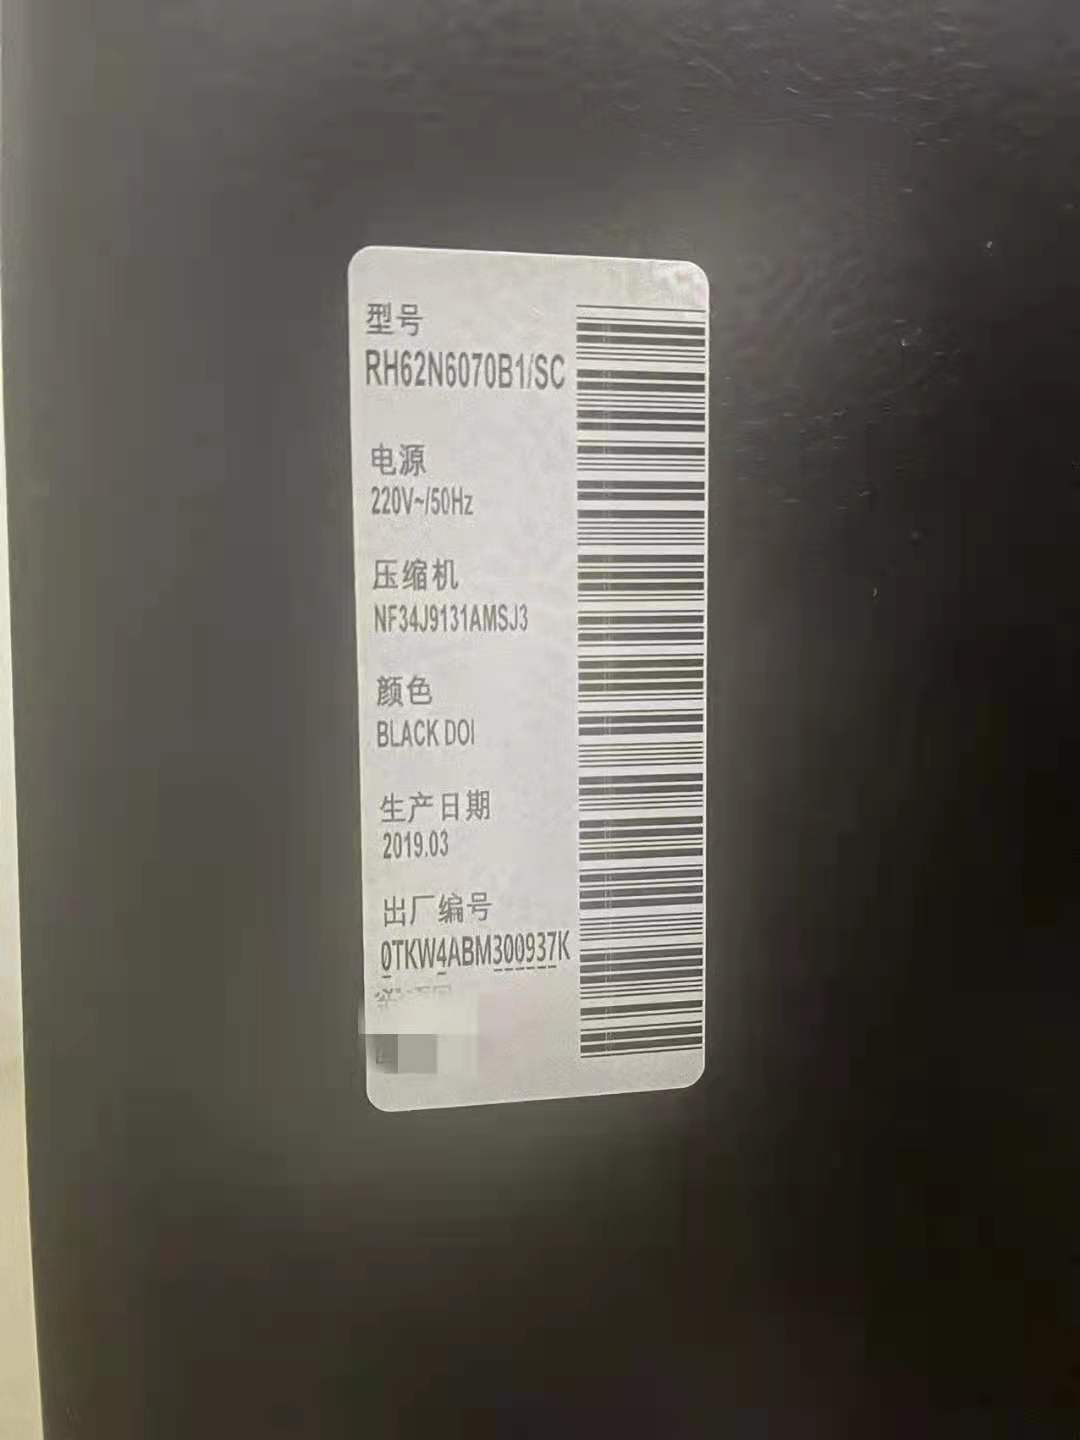 型号
RH62N6070B1/SC
电源
220V~/50Hz
压缩机
NF34J9131AMSJ3
颜色
BLACK DOI
生产日期
2019.03
出厂编号
0TKW4ABM300937K